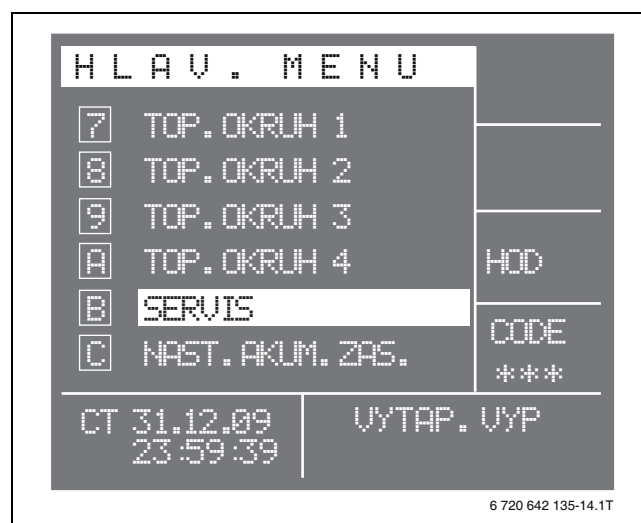 HLAV. MENU
7 TOP.OKRUH 1
8 TOP.OKRUH 2
9 TOP.OKRUH 3
A TOP.OKRUH 4
HOD
B SERVIS
CODE
C NAST.AKUM.ZAS.
***
CT 31.12.09
23:59:39
VYTAP.VYP
6 720 642 135-14.1T